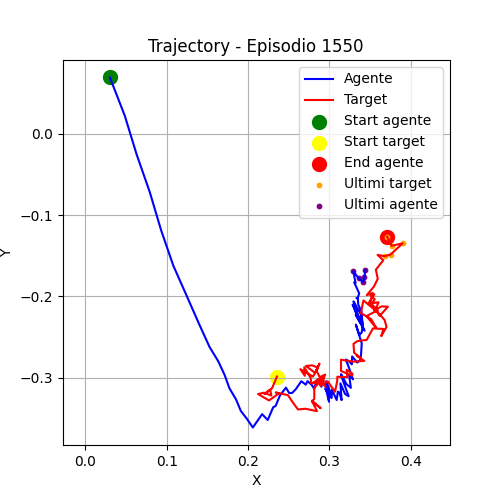 Trajectory - Episodio 1550
Agente
Target
Start agente
Start target
End agente
Ultimi target
Ultimi agente
0.0
−0.1
−0.2
−0.3
Y
0.0
0.1
0.2
0.3
0.4
X